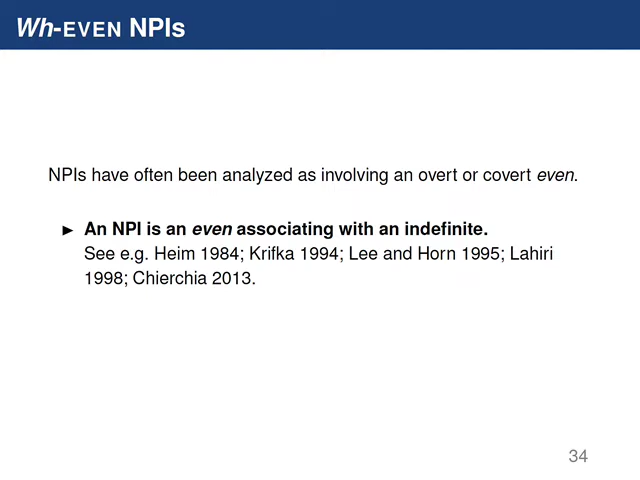 Wh-EVEN NPIs
NPIs have often been analyzed as involving an overt or covert even.
▶ An NPI is an even associating with an indefinite.
See e.g. Heim 1984; Krifka 1994; Lee and Horn 1995; Lahiri
1998; Chierchia 2013.
34